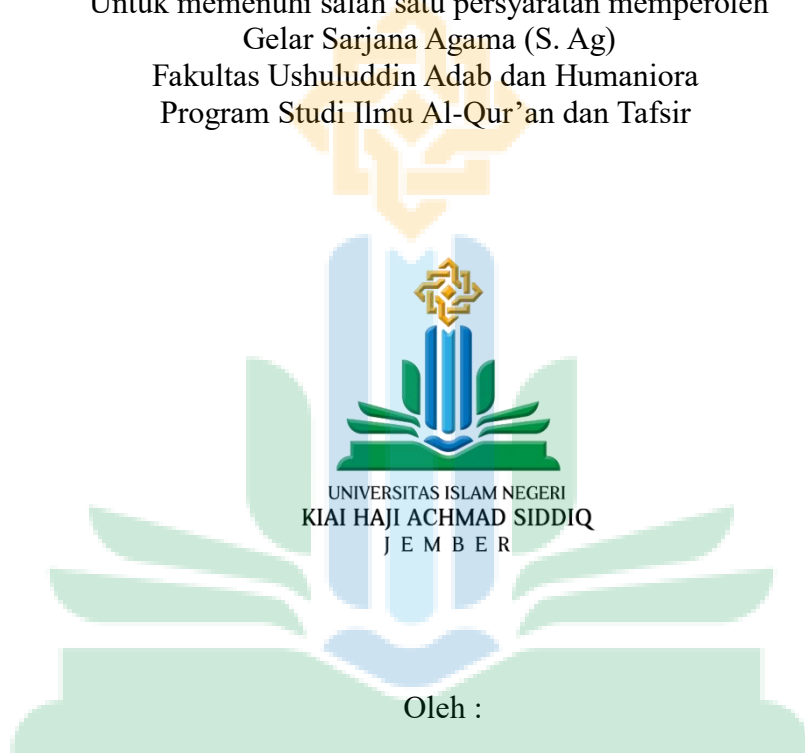 Untuk memenuhi salah satu persyaratan memperoleh
Gelar Sarjana Agama (S. Ag)
Fakultas Ushuluddin Adab dan Humaniora
Program Studi Ilmu Al-Qur’an dan Tafsir
UNIVERSITAS ISLAM NEGERI
KIAI HAJI ACHMAD SIDDIQ
J E M B E R
Oleh :